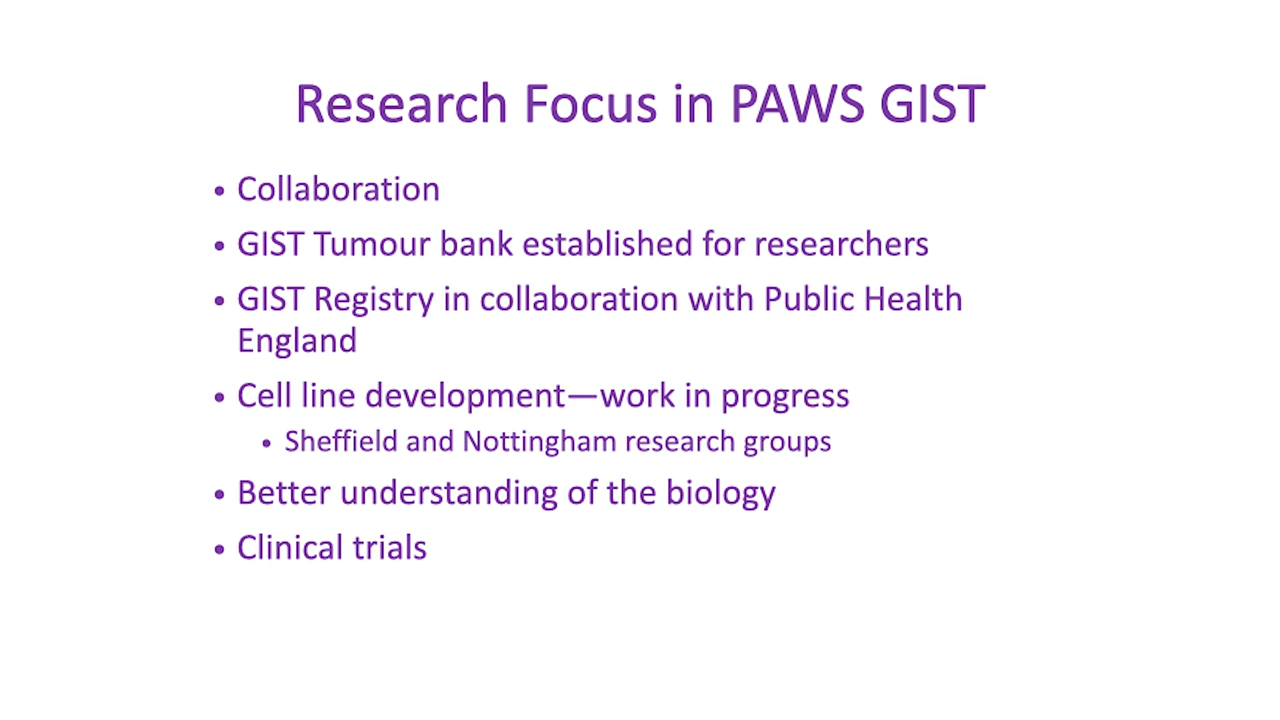 Research Focus in PAWS GIST
• Collaboration
• GIST Tumour bank established for researchers
• GIST Registry in collaboration with Public Health
England
• Cell line development—work in progress
• Sheffield and Nottingham research groups
• Better understanding of the biology
• Clinical trials